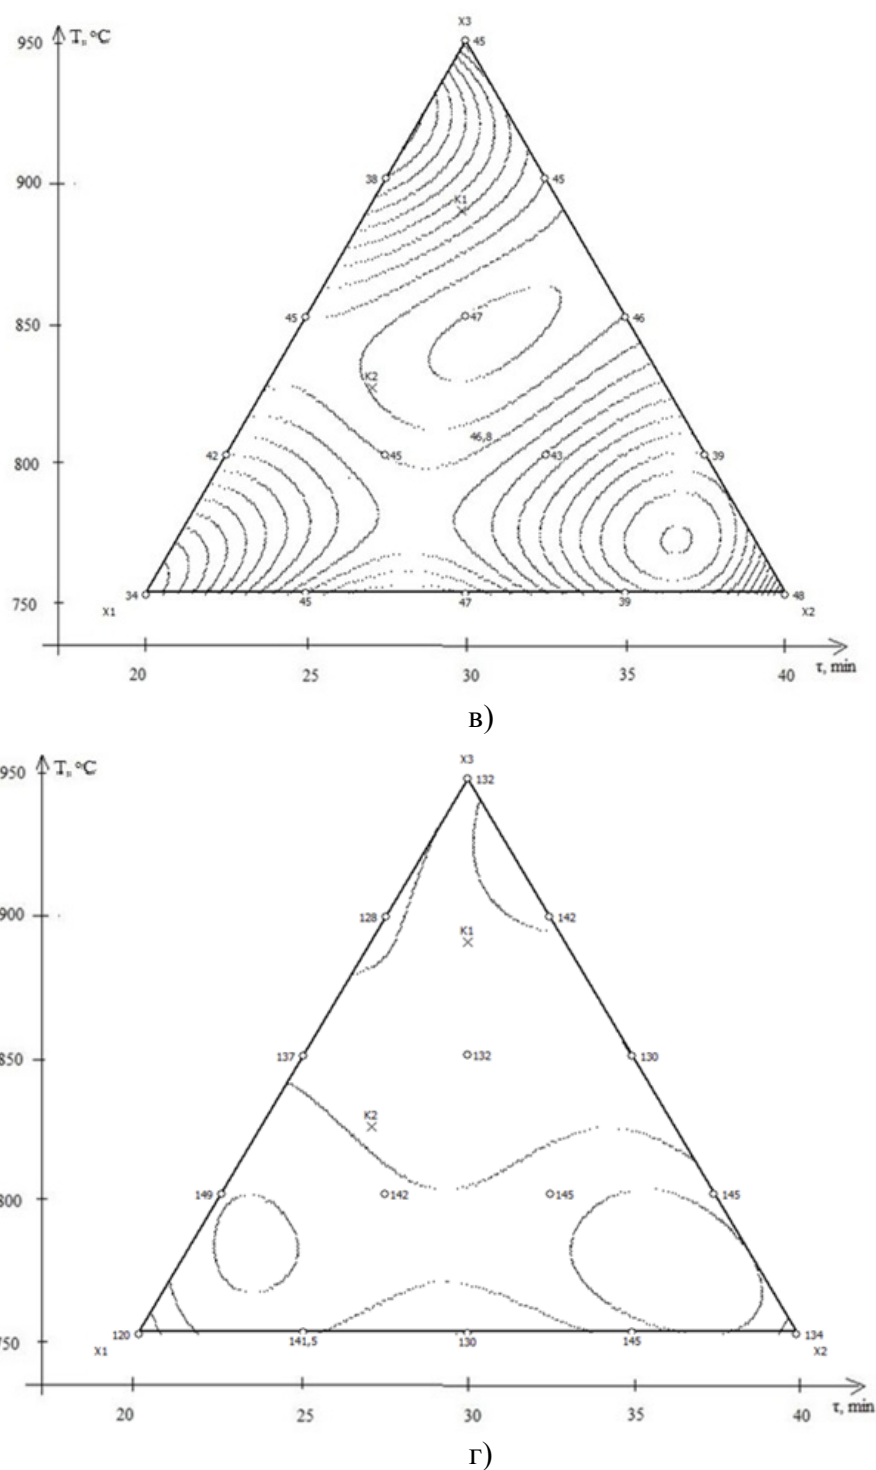 X3
950 T, °C 45
900 38 45
K1
850 45 47 46
K2
46,8
800 42 45 43 39
750 34 45 47 39 48
X1 X2
20 25 30 35 40 τ, min
в)
X3
950 T, °C 132
900 128 142
K1
850 137 132 130
K2
800 149 142 145 145
750 120 141,5 130 145 134
X1 X2
20 25 30 35 40 τ, min
г)